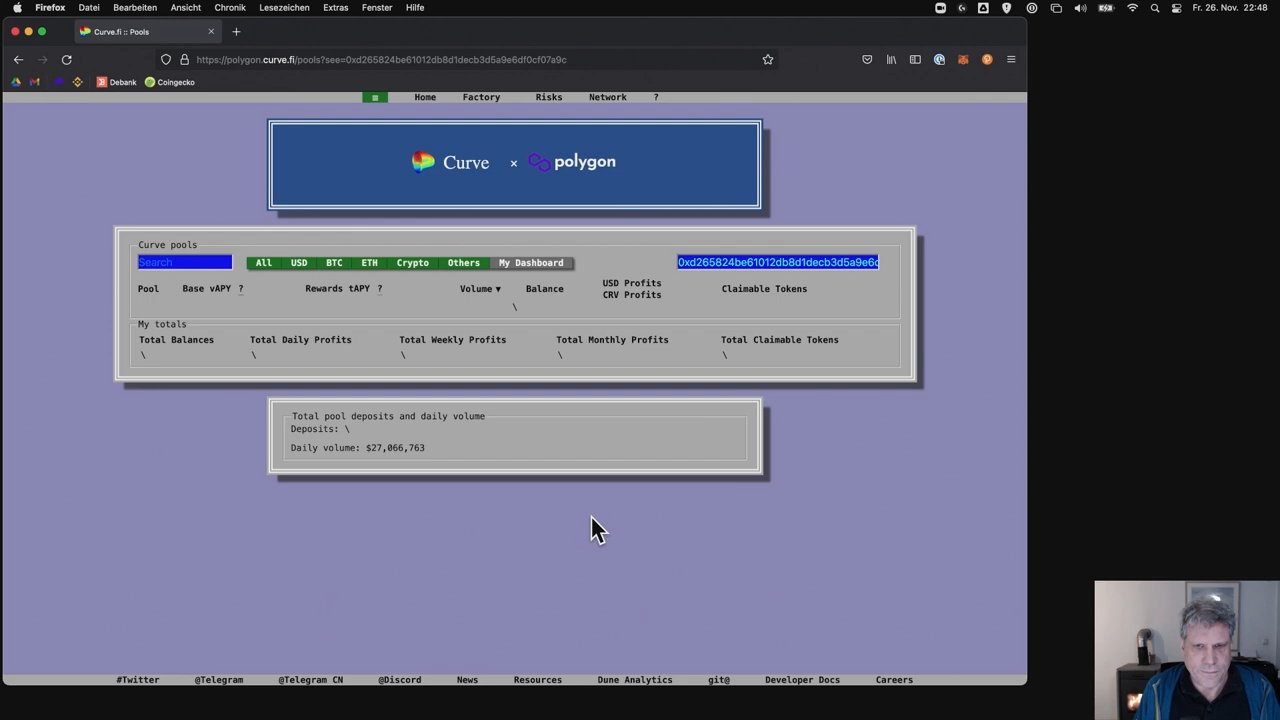 Firefox Datei Bearbeiten Ansicht Chronik Lesezeichen Extras Fenster Hilfe Fr. 26. Nov. 22:48
Curve.fi :: Pools
https://polygon.curve.fi/pools?see=0xd265824be61012db8d1decb3d5a9e6df0cf07a9c
Debank Coingecko
Home Factory Risks Network ?
Curve × polygon
Curve pools
Search All USD BTC ETH Crypto Others My Dashboard 0xd265824be61012db8d1decb3d5a9e6d
Pool Base vAPY ? Rewards tAPY ? Volume ▼ Balance USD Profits Claimable Tokens
CRV Profits
\
My totals
Total Balances Total Daily Profits Total Weekly Profits Total Monthly Profits Total Claimable Tokens
\ \ \ \ \
Total pool deposits and daily volume
Deposits: \
Daily volume: $27,066,763
#Twitter @Telegram @Telegram CN @Discord News Resources Dune Analytics git@ Developer Docs Careers